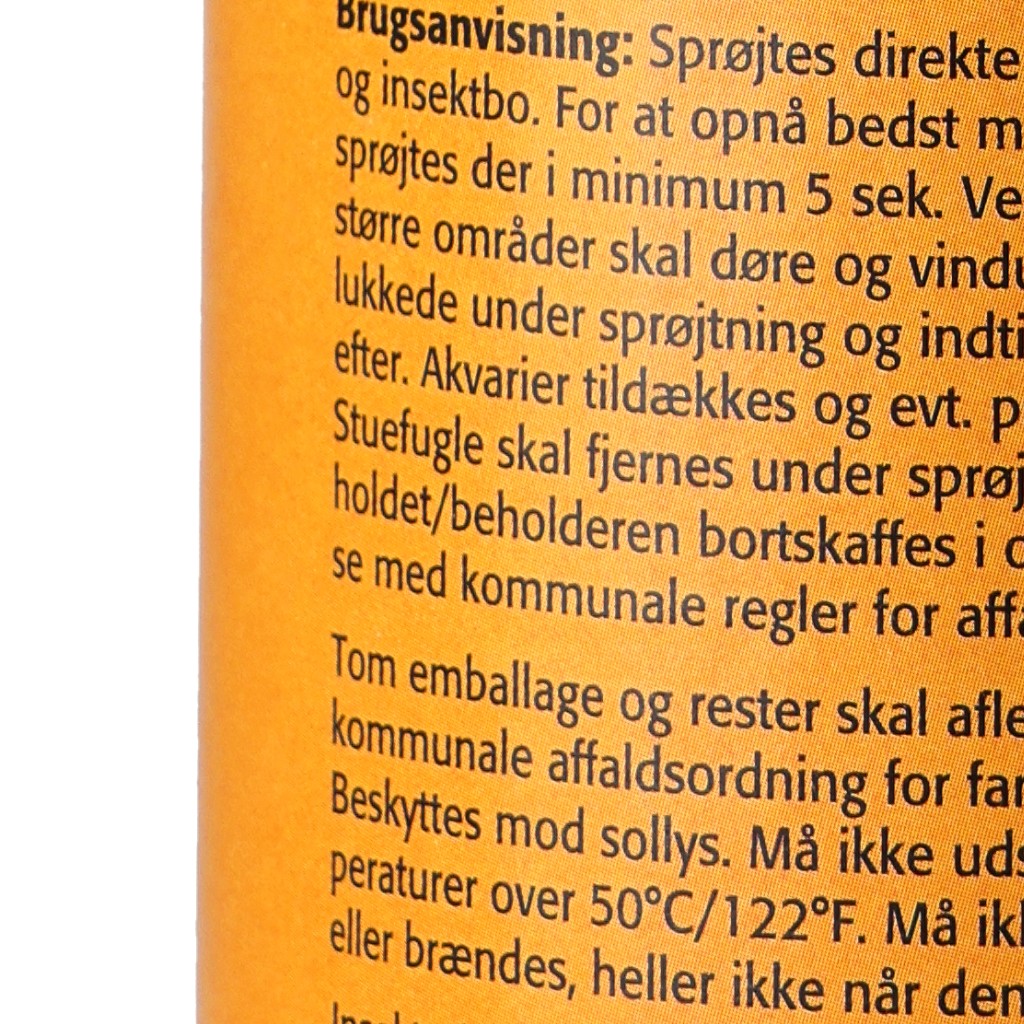 Brugsanvisning: Sprøjtes direkte
og insektbo. For at opnå bedst m
sprøjtes der i minimum 5 sek. Ve
større områder skal døre og vindu
lukkede under sprøjtning og indti
efter. Akvarier tildækkes og evt. p
Stuefugle skal fjernes under sprøj
holdet/beholderen bortskaffes i o
se med kommunale regler for affa
Tom emballage og rester skal afle
kommunale affaldsordning for far
Beskyttes mod sollys. Må ikke uds
peraturer over 50°C/122°F. Må ik
eller brændes, heller ikke når den